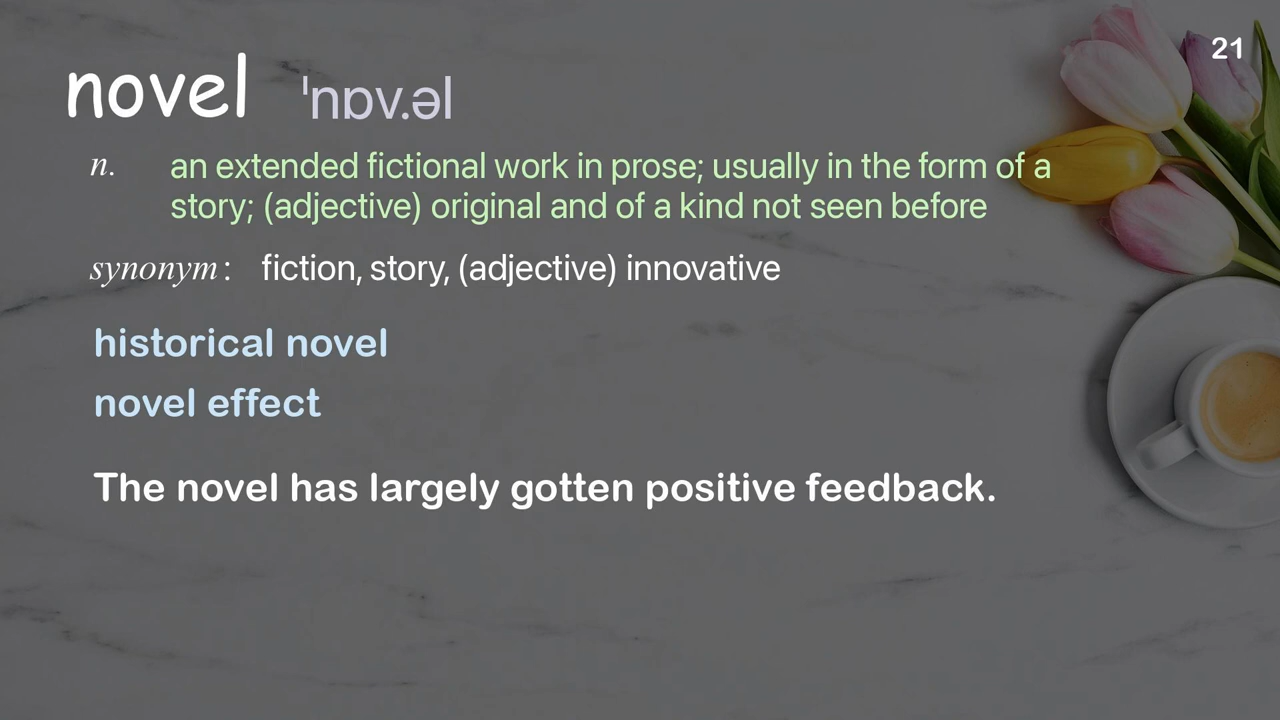 21
novel ˈnɒv.əl
n. an extended fictional work in prose; usually in the form of a
story; (adjective) original and of a kind not seen before
synonym: fiction, story, (adjective) innovative
historical novel
novel effect
The novel has largely gotten positive feedback.